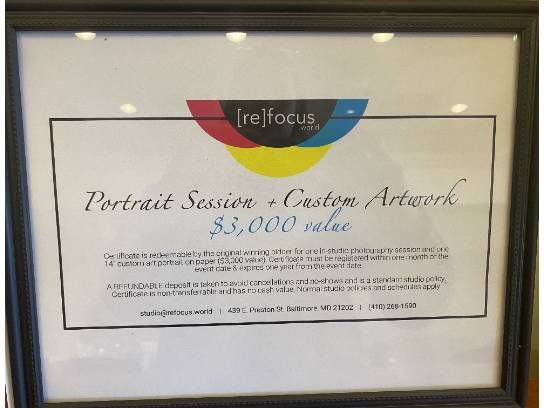 [re]focus
.world
Portrait Session + Custom Artwork
$3,000 value
Certificate is redeemable by the original winning bidder for one in-studio photography session and one
14" custom art portrait on paper ($3,000 value). Certificate must be registered within one month of the
event date & expires one year from the event date.
A REFUNDABLE deposit is taken to avoid cancellations and no-shows and is a standard studio policy.
Certificate is non-transferrable and has no cash value. Normal studio policies and schedules apply
studio@refocus.world | 439 E. Preston St, Baltimore, MD 21202 | (410) 268-1590